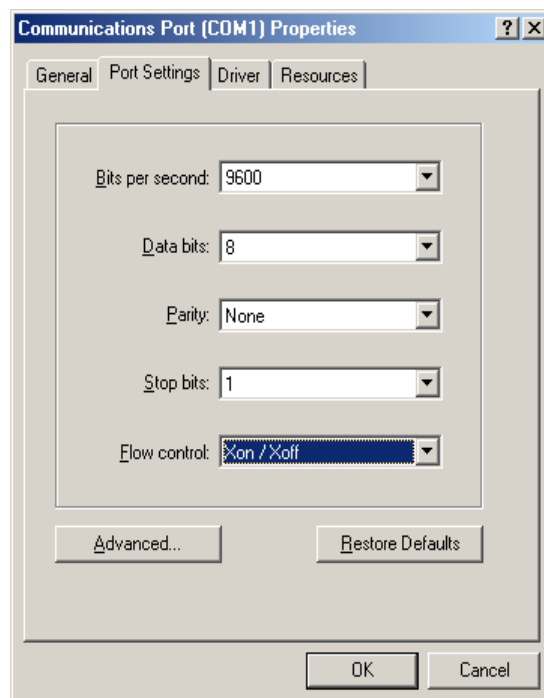 Communications Port (COM1) Properties
General Port Settings Driver Resources
Bits per second: 9600
Data bits: 8
Parity: None
Stop bits: 1
Flow control: Xon / Xoff
Advanced... Restore Defaults
OK Cancel